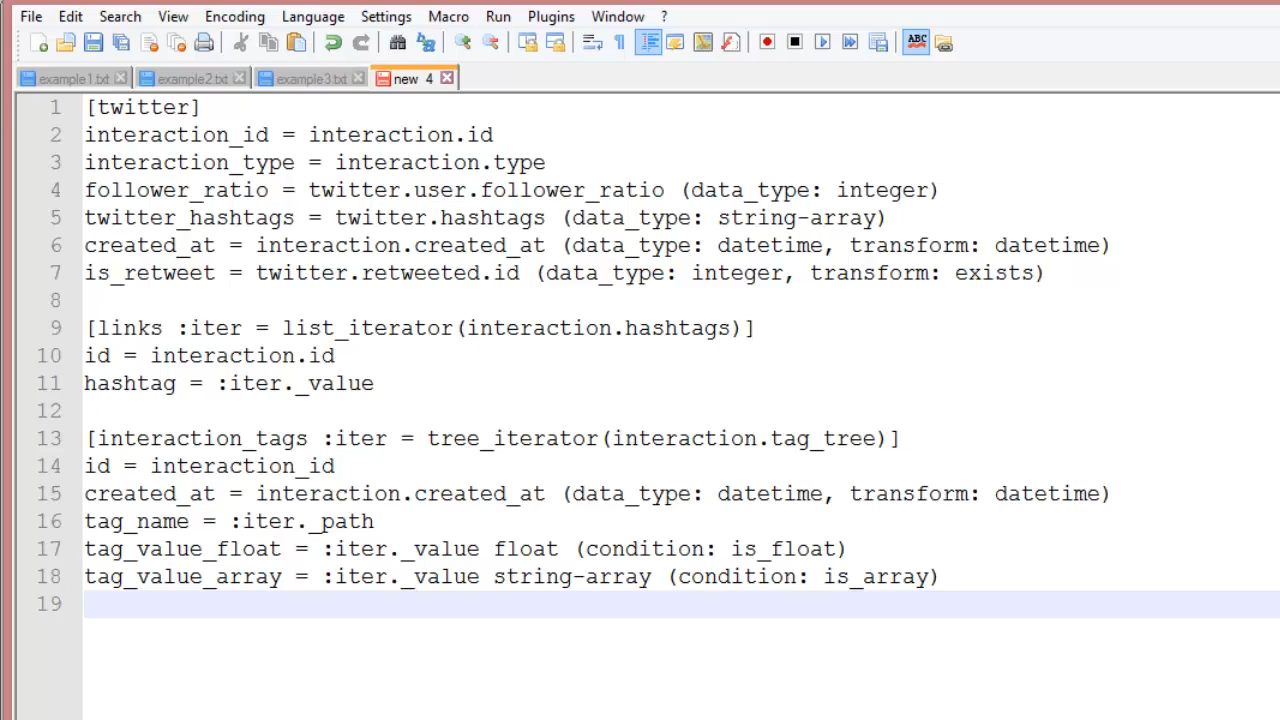 File Edit Search View Encoding Language Settings Macro Run Plugins Window ?
ABC
example1.txt example2.txt example3.txt new 4
1 [twitter]
2 interaction_id = interaction.id
3 interaction_type = interaction.type
4 follower_ratio = twitter.user.follower_ratio (data_type: integer)
5 twitter_hashtags = twitter.hashtags (data_type: string-array)
6 created_at = interaction.created_at (data_type: datetime, transform: datetime)
7 is_retweet = twitter.retweeted.id (data_type: integer, transform: exists)
8
9 [links :iter = list_iterator(interaction.hashtags)]
10 id = interaction.id
11 hashtag = :iter._value
12
13 [interaction_tags :iter = tree_iterator(interaction.tag_tree)]
14 id = interaction_id
15 created_at = interaction.created_at (data_type: datetime, transform: datetime)
16 tag_name = :iter._path
17 tag_value_float = :iter._value float (condition: is_float)
18 tag_value_array = :iter._value string-array (condition: is_array)
19